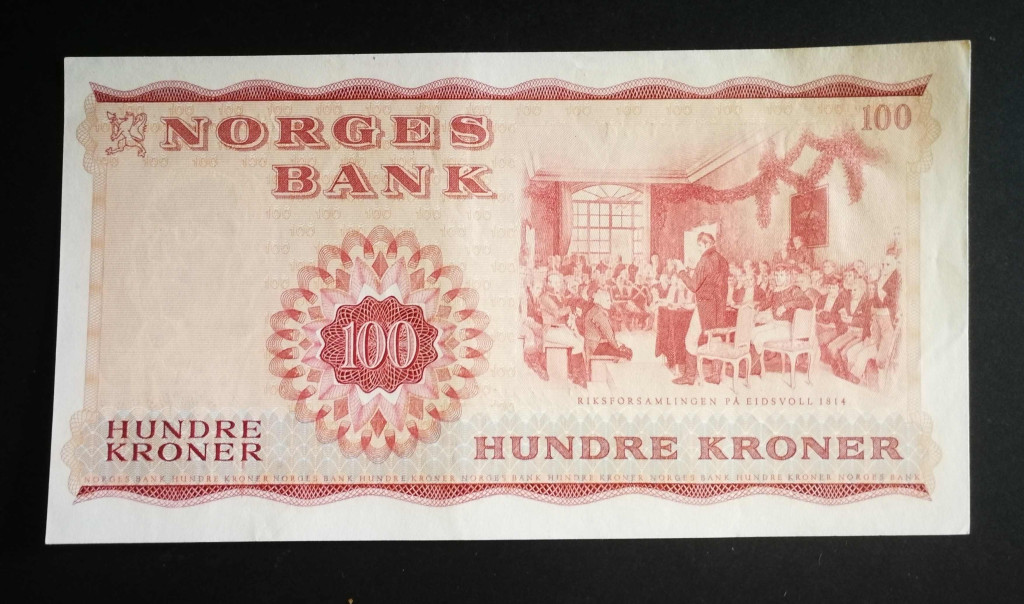 NORGES
BANK
100
100
RIKSFORSAMLINGEN PÅ EIDSVOLL 1814
HUNDRE
KRONER
HUNDRE KRONER
NORGES BANK HUNDRE KRONER NORGES BANK HUNDRE KRONER NORGES BANK HUNDRE KRONER NORGES BANK HUNDRE KRONER NORGES BANK